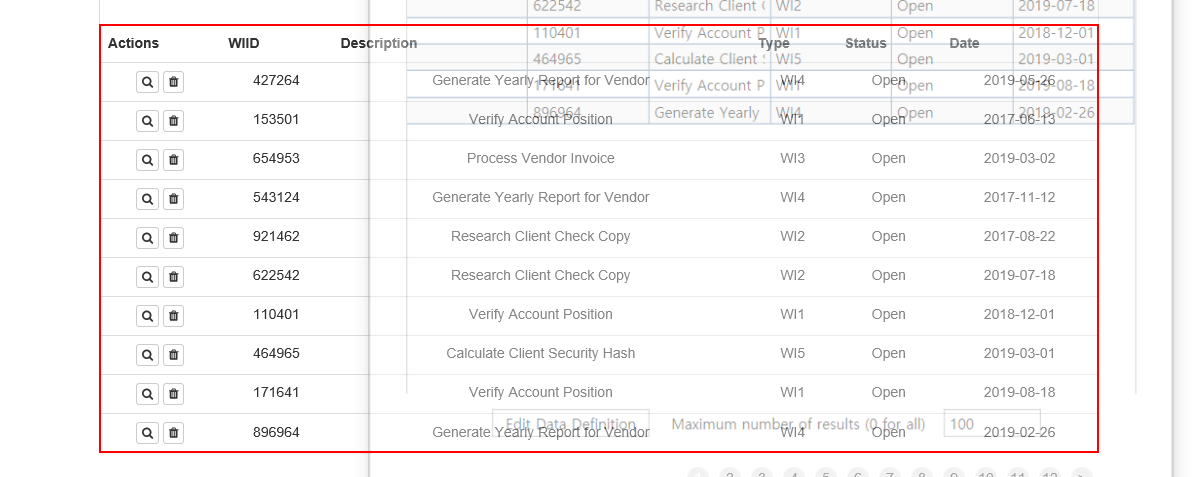 622542 Research Client ( WI2 Open 2019-07-18
110401 Verify Account P WI1 Open 2018-12-01
Actions WIID Description Type Status Date
464965 Calculate Client WI5 Open 2019-03-01
427264 Generate Yearly Report for Vendor WI4 Open 2019-05-26
171641 Verify Account P WI1 Open 2019-08-18
896964 Generate Yearly WI4 Open 2019-02-26
153501 Verify Account Position WI1 Open 2017-06-13
654953 Process Vendor Invoice WI3 Open 2019-03-02
543124 Generate Yearly Report for Vendor WI4 Open 2017-11-12
921462 Research Client Check Copy WI2 Open 2017-08-22
622542 Research Client Check Copy WI2 Open 2019-07-18
110401 Verify Account Position WI1 Open 2018-12-01
464965 Calculate Client Security Hash WI5 Open 2019-03-01
171641 Verify Account Position WI1 Open 2019-08-18
Edit Data Definition Maximum number of results (0 for all) 100
896964 Generate Yearly Report for Vendor WI4 Open 2019-02-26
2 3 4 5 6 7 8 9 10 11 12 >